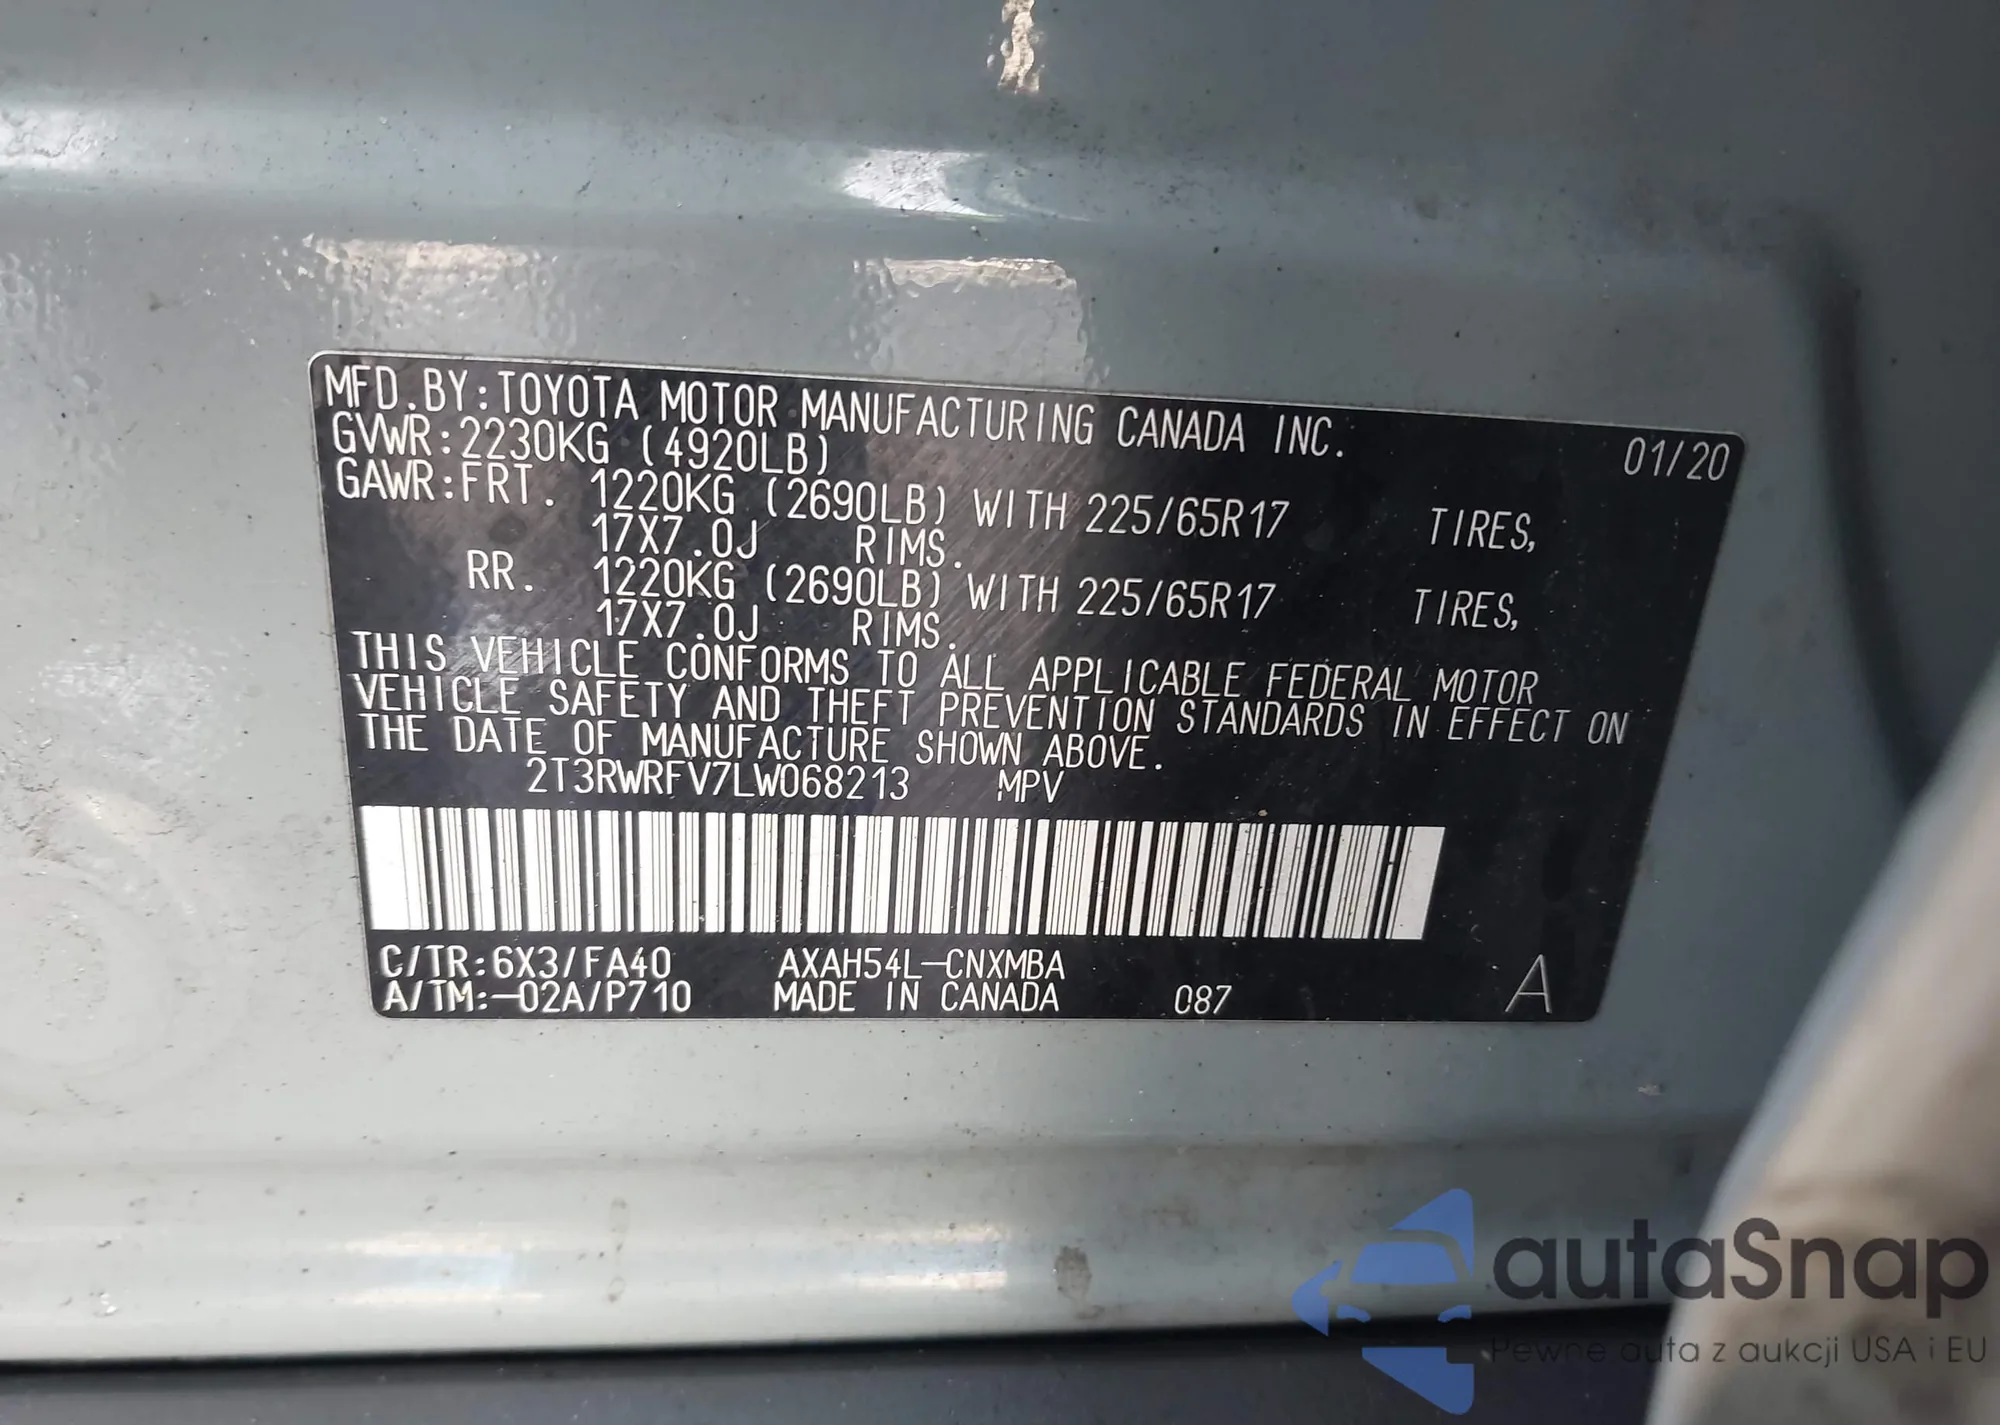 MFD.BY:TOYOTA MOTOR MANUFACTURING CANADA INC. 01/20
GVWR:2230KG (4920LB)
GAWR:FRT. 1220KG (2690LB) WITH 225/65R17 TIRES,
17X7.0J RIMS.
RR. 1220KG (2690LB) WITH 225/65R17 TIRES,
17X7.0J RIMS.
THIS VEHICLE CONFORMS TO ALL APPLICABLE FEDERAL MOTOR
VEHICLE SAFETY AND THEFT PREVENTION STANDARDS IN EFFECT ON
THE DATE OF MANUFACTURE SHOWN ABOVE.
2T3RWRFV7LW068213 MPV
C/TR:6X3/FA40 AXAH54L-CNXMBA
A/TM:-02A/P710 MADE IN CANADA 087 A
autaSnap
Pewne auta z aukcji USA i EU